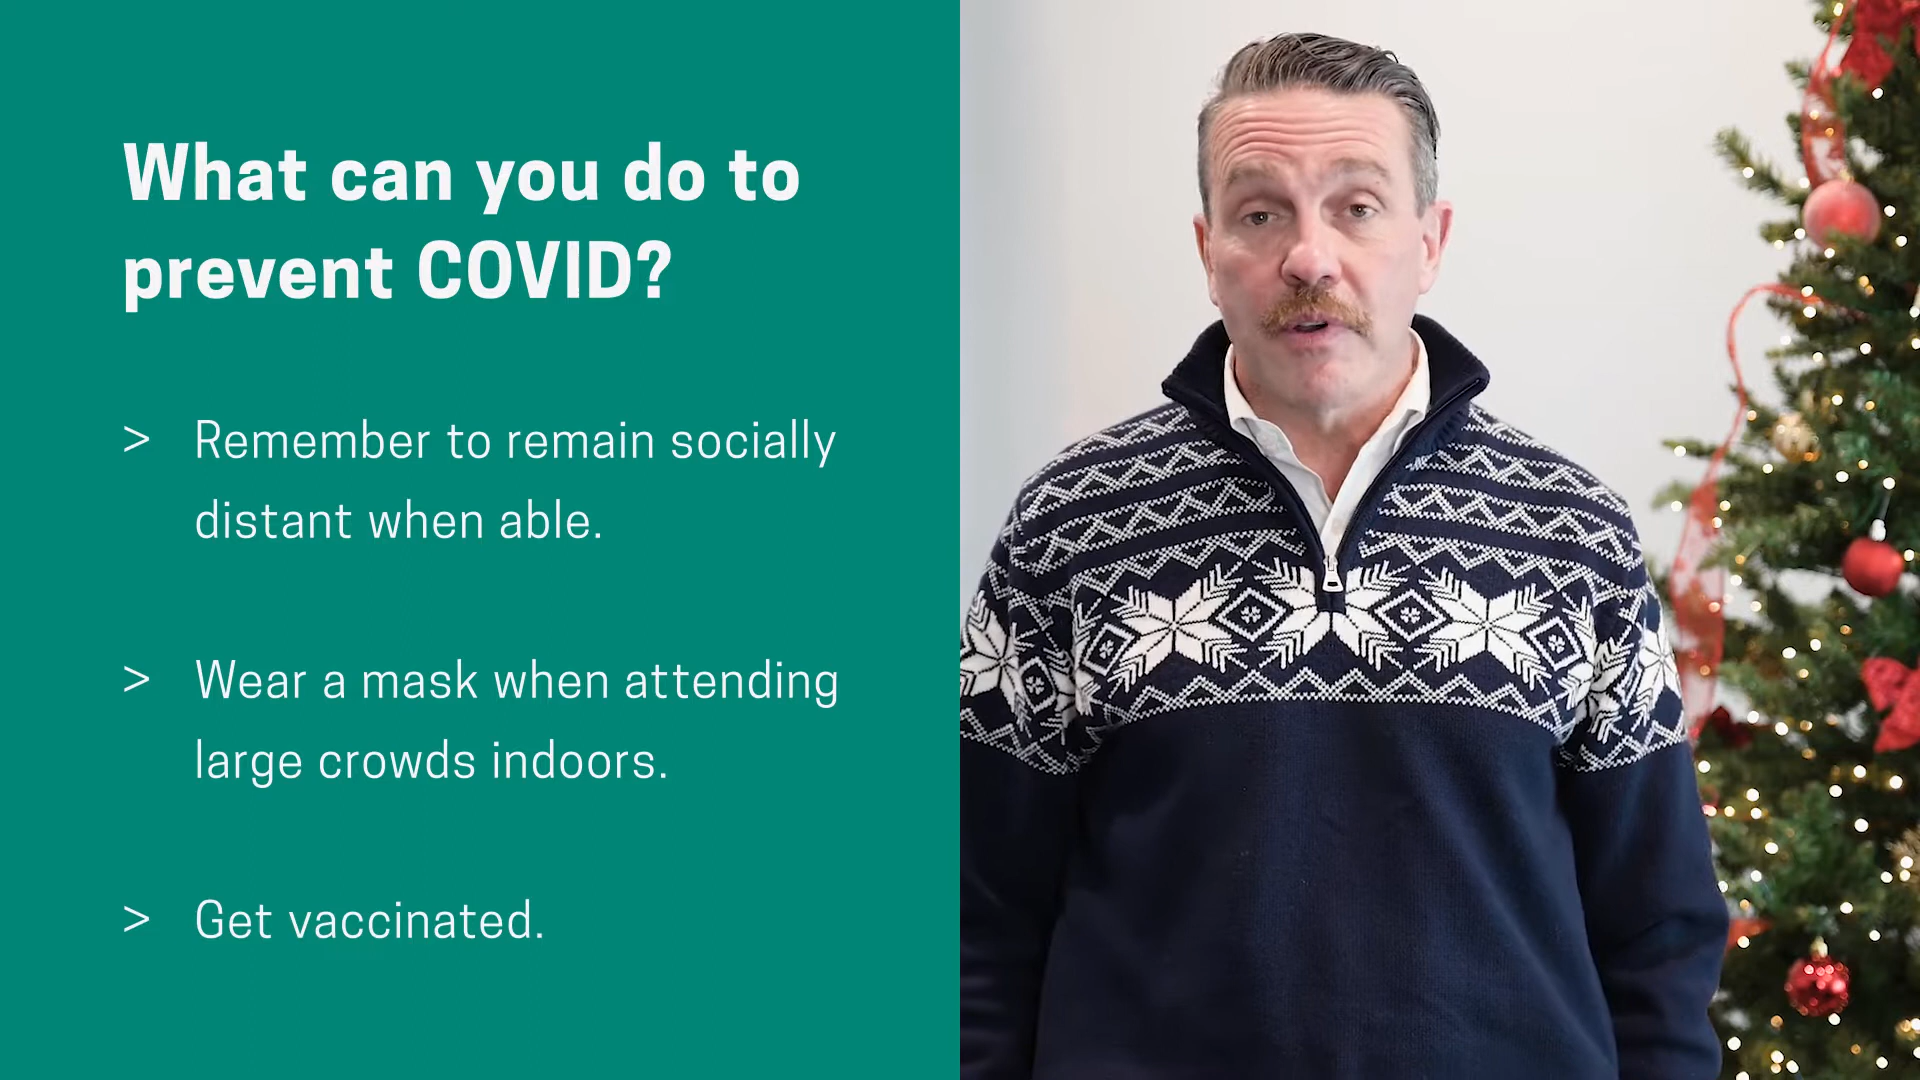 What can you do to
prevent COVID?
> Remember to remain socially
distant when able.
> Wear a mask when attending
large crowds indoors.
> Get vaccinated.